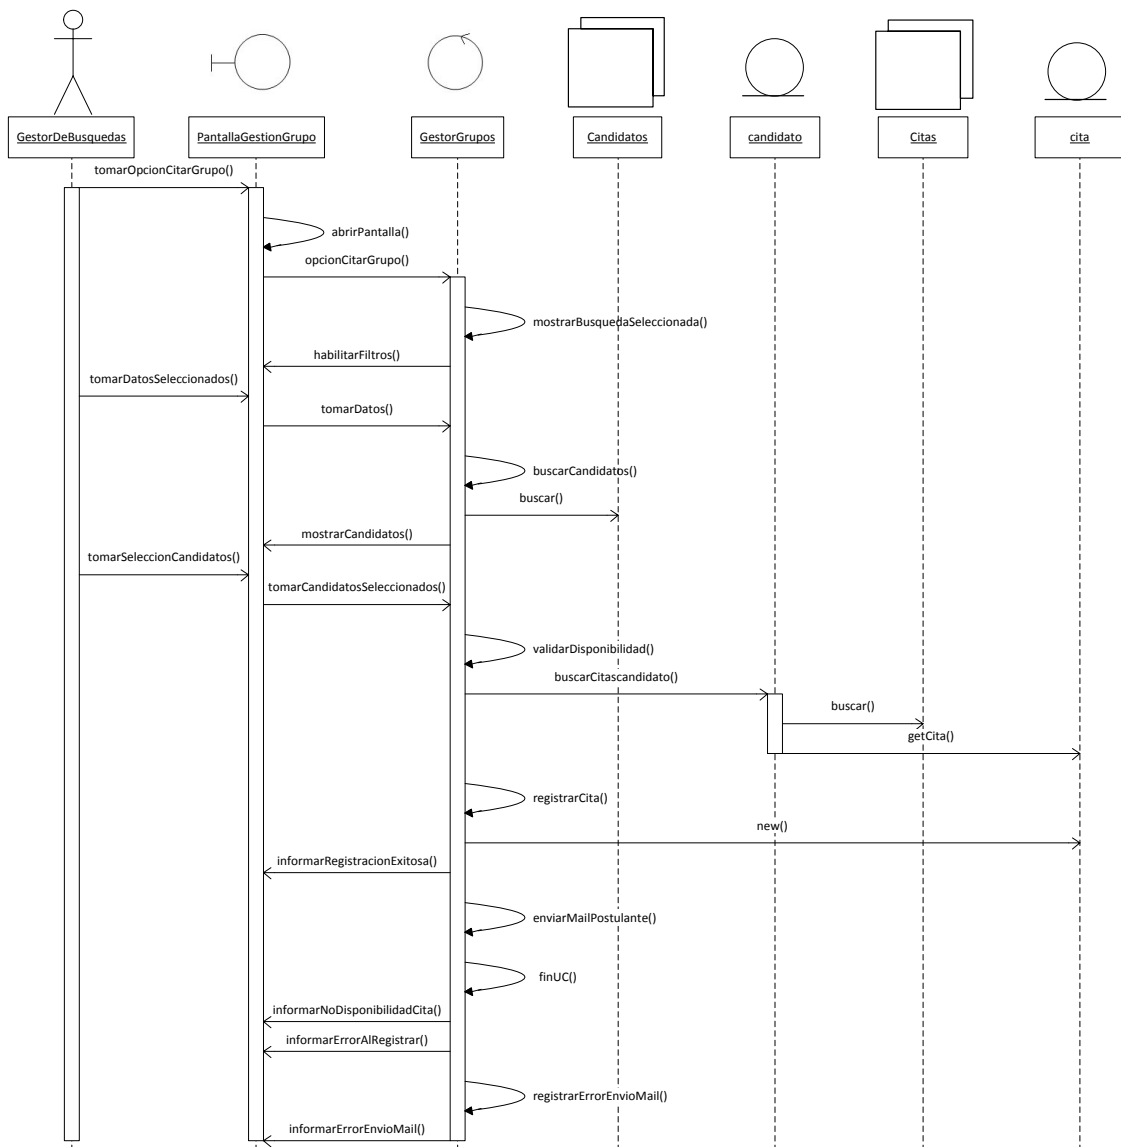 GestorDeBusquedas
PantallaGestionGrupo
GestorGrupos
Candidatos
candidato
Citas
cita
tomarOpcionCitarGrupo()
abrirPantalla()
opcionCitarGrupo()
mostrarBusquedaSeleccionada()
habilitarFiltros()
tomarDatosSeleccionados()
tomarDatos()
buscarCandidatos()
buscar()
mostrarCandidatos()
tomarSeleccionCandidatos()
tomarCandidatosSeleccionados()
validarDisponibilidad()
buscarCitascandidato()
buscar()
getCita()
registrarCita()
new()
informarRegistracionExitosa()
enviarMailPostulante()
finUC()
informarNoDisponibilidadCita()
informarErrorAlRegistrar()
registrarErrorEnvioMail()
informarErrorEnvioMail()